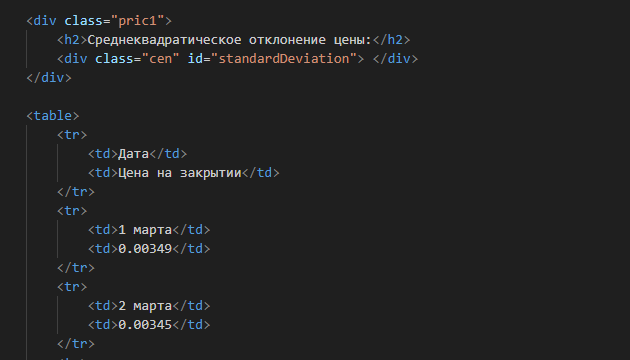 <div class="pric1">
<h2>Среднеквадратическое отклонение цены:</h2>
<div class="cen" id="standardDeviation"> </div>
</div>
<table>
<tr>
<td>Дата</td>
<td>Цена на закрытии</td>
</tr>
<tr>
<td>1 марта</td>
<td>0.00349</td>
</tr>
<tr>
<td>2 марта</td>
<td>0.00345</td>
</tr>